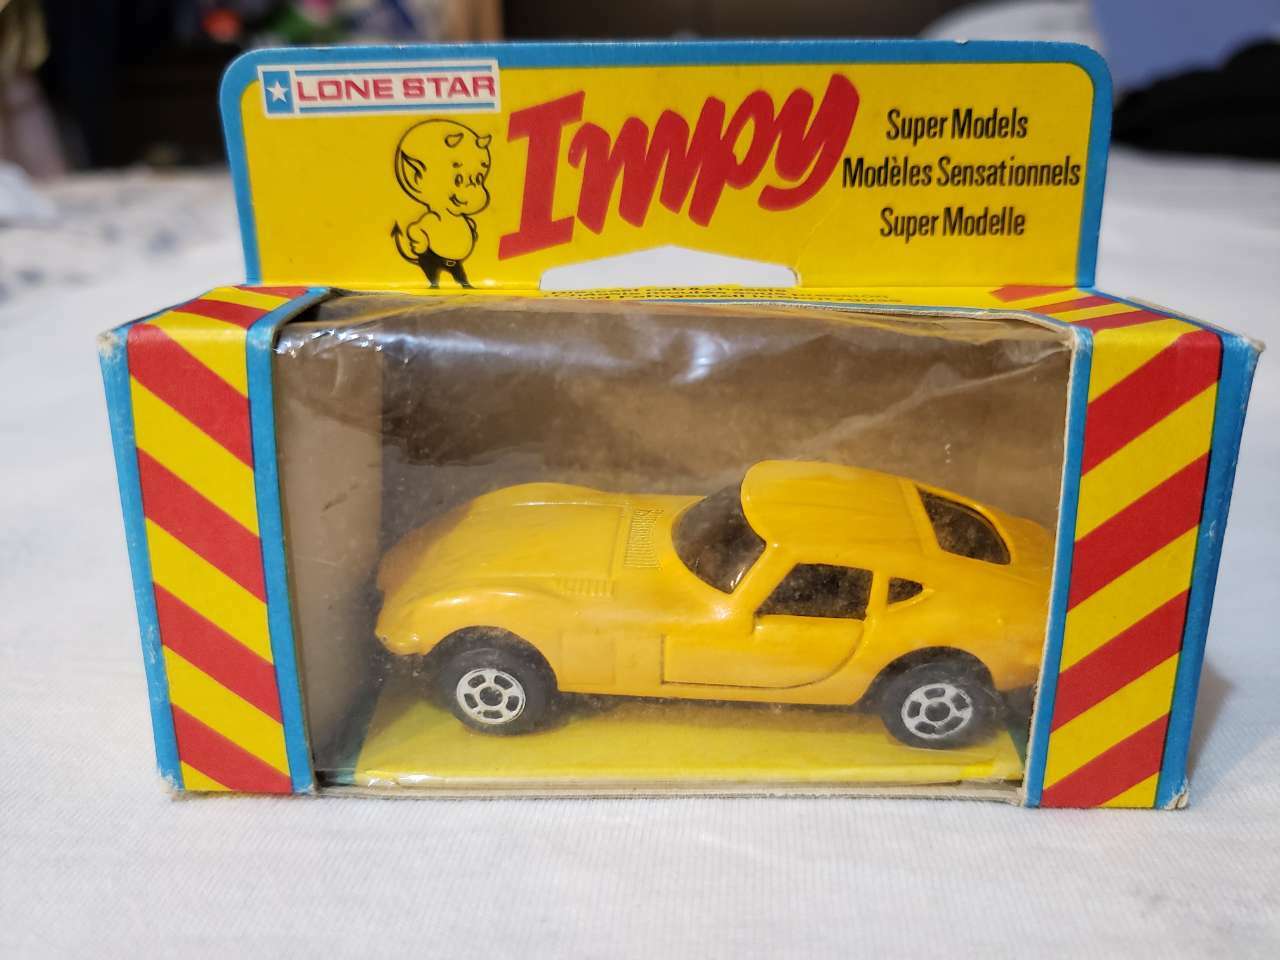 LONE STAR
Impy
Super Models
Modèles Sensationnels
Super Modelle